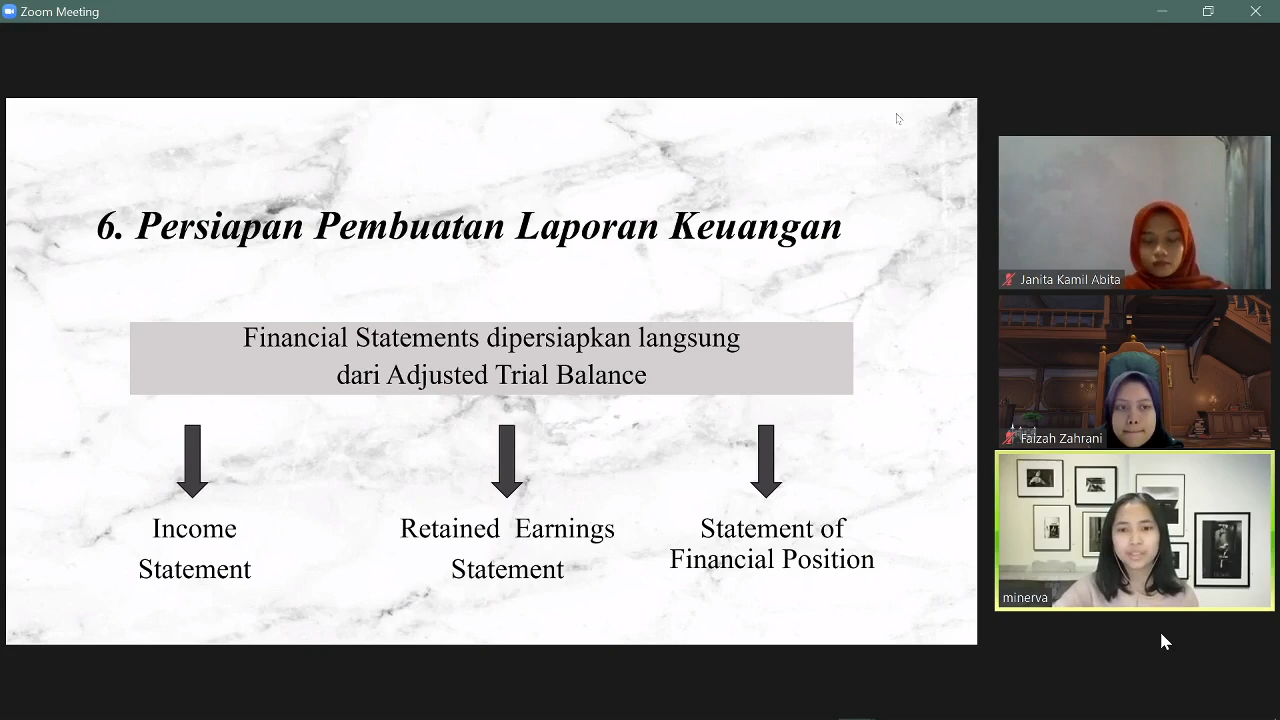 Zoom Meeting
6. Persiapan Pembuatan Laporan Keuangan
Financial Statements dipersiapkan langsung
dari Adjusted Trial Balance
Income
Statement
Retained Earnings
Statement
Statement of
Financial Position
Janita Kamil Abita
Faizah Zahrani
minerva